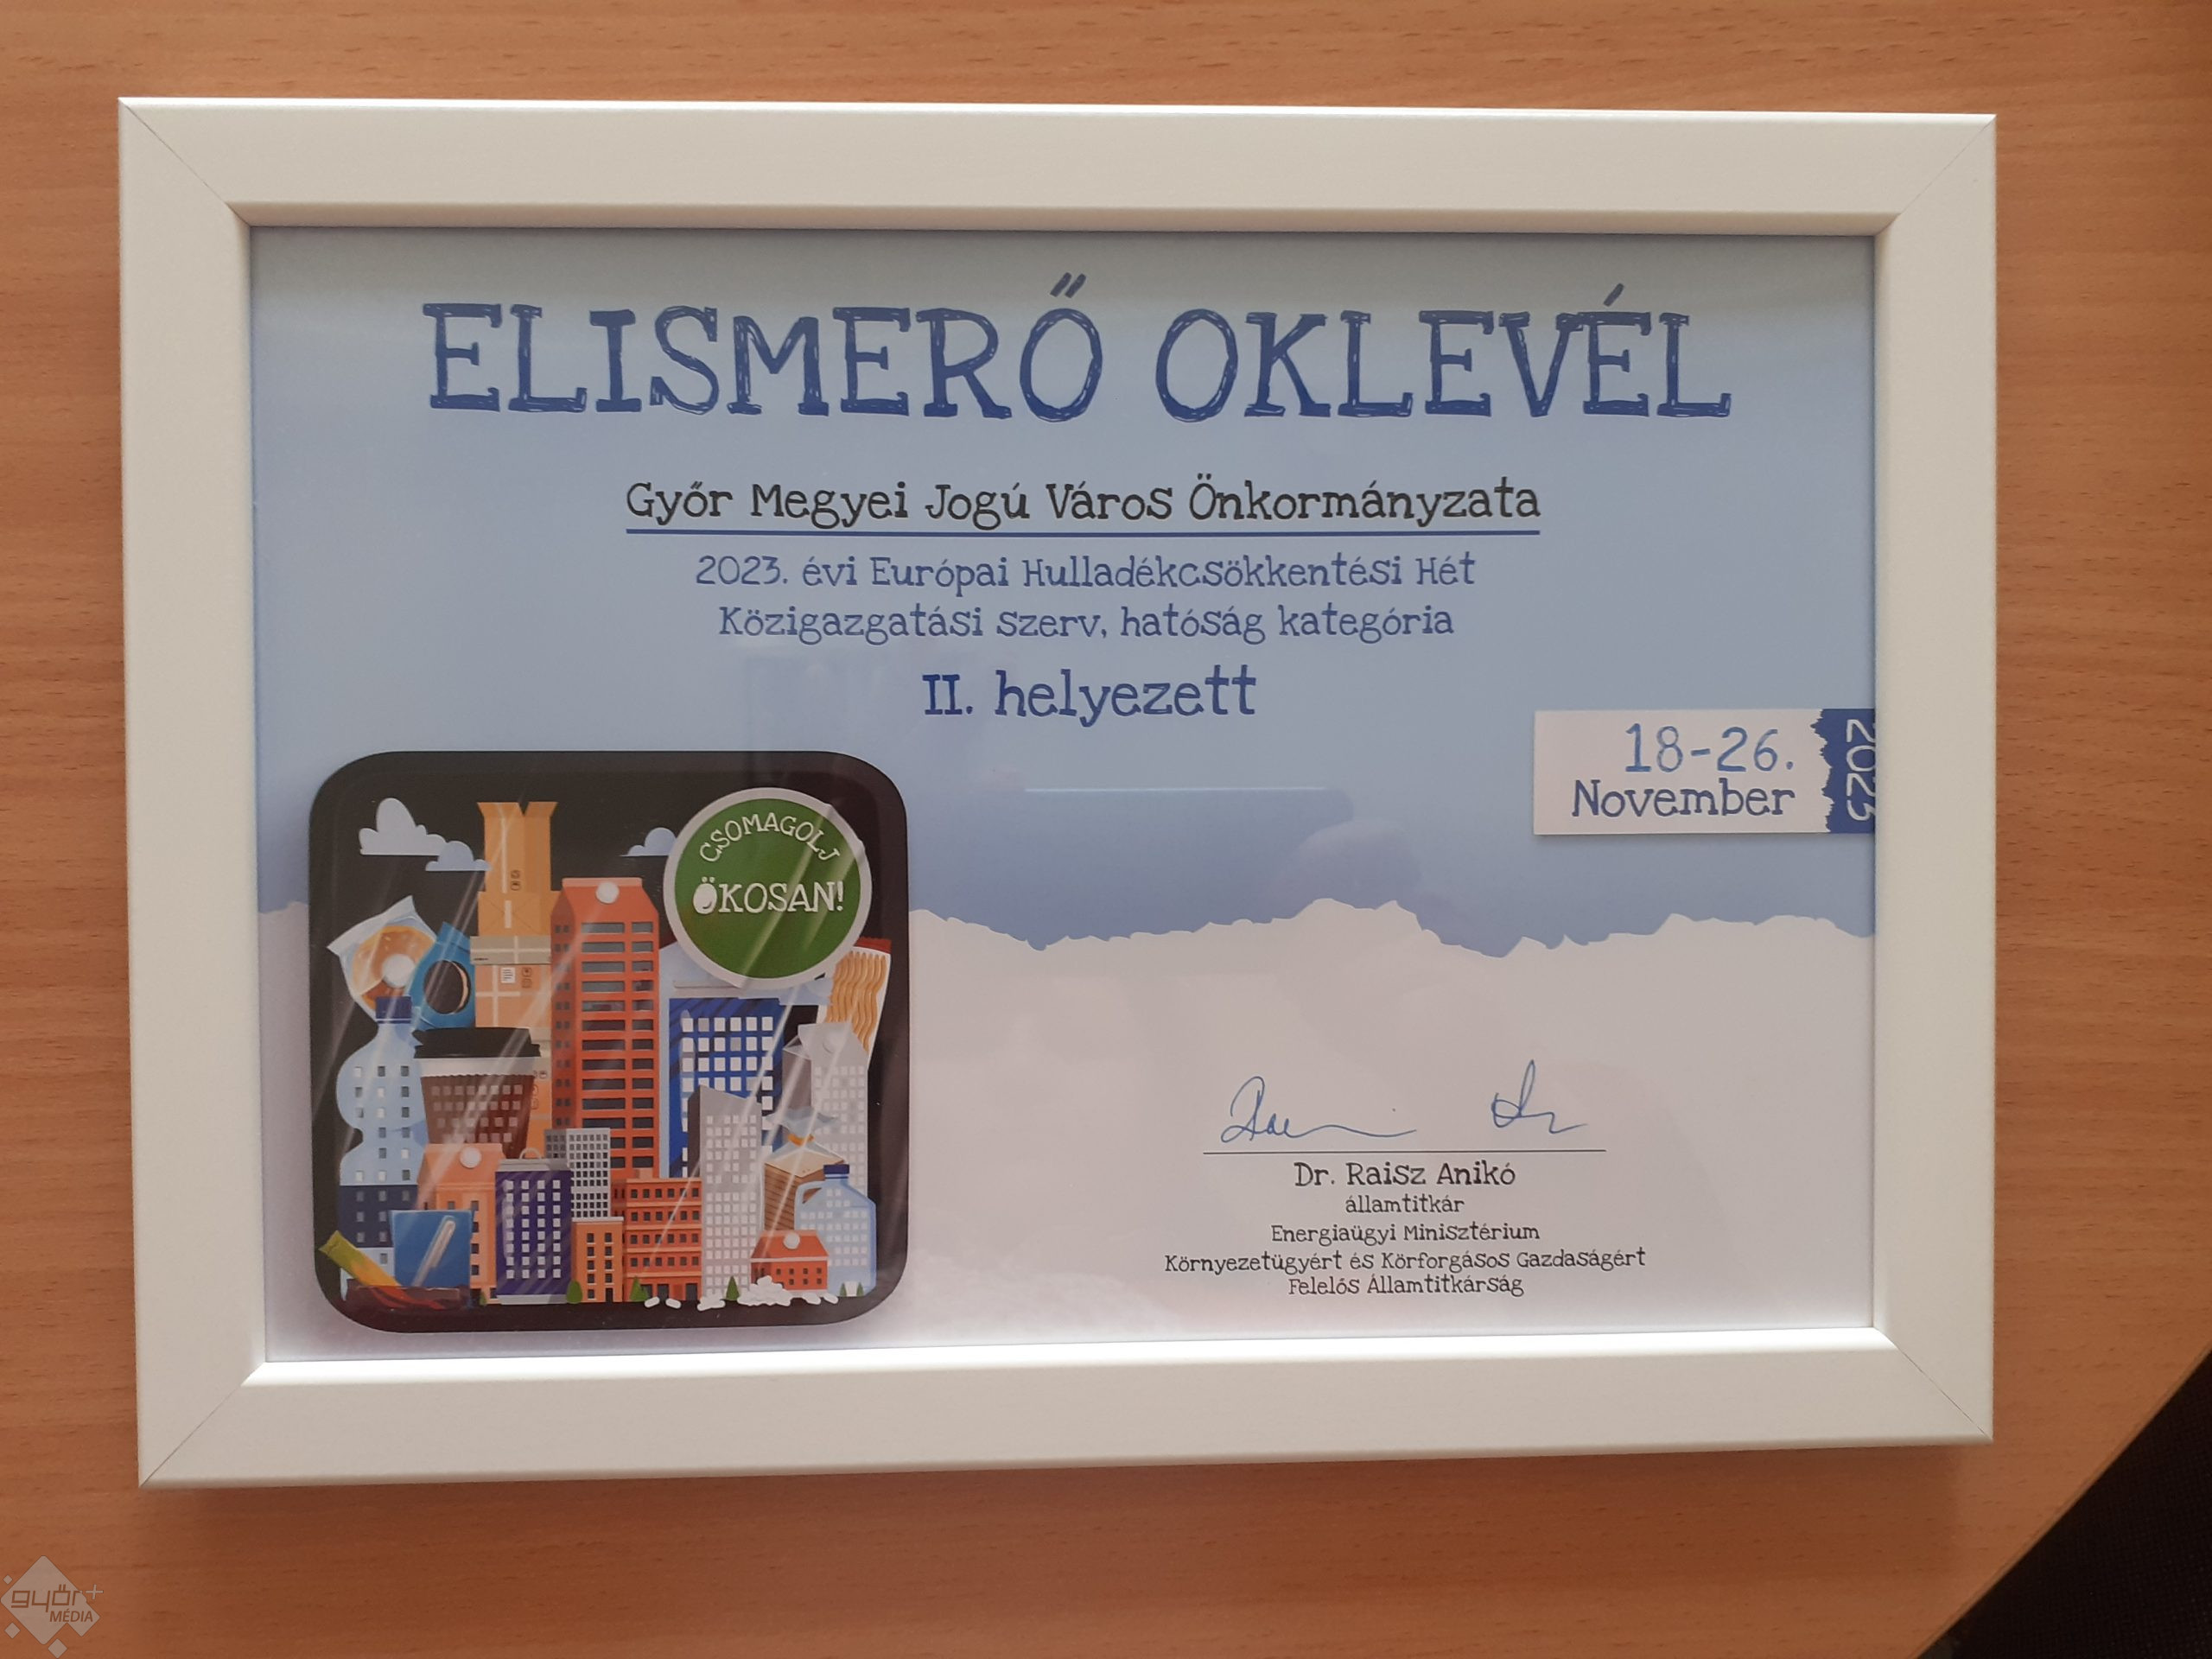 ELISMERŐ OKLEVÉL
Győr Megyei Jogú Város Önkormányzata
2023. évi Európai Hulladékcsökkentési Hét
Közigazgatási szerv, hatóság kategória
II. helyezett
18-26.
November
2023
CSOMAGOLJ
ÖKOSAN!
Dr. Raisz Anikó
államtitkár
Energiaügyi Minisztérium
Környezetügyért és Körforgásos Gazdaságért
Felelős Államtitkárság
győr+
MÉDIA